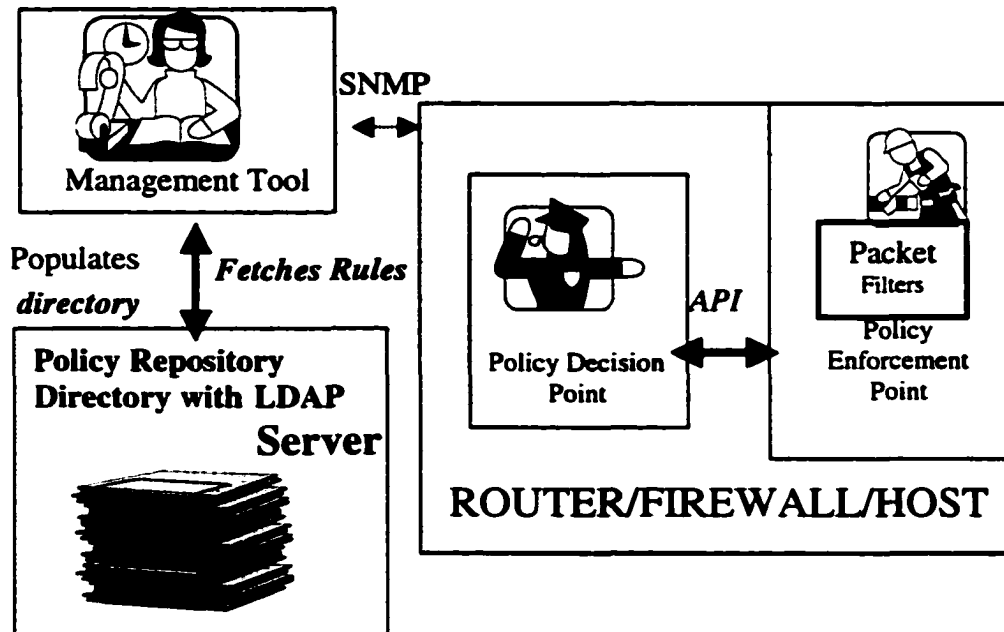 SNMP
Management Tool
Populates
directory
Fetches Rules
Policy Repository
Directory with LDAP
Server
Policy Decision
Point
API
Packet
Filters
Policy
Enforcement
Point
ROUTER/FIREWALL/HOST